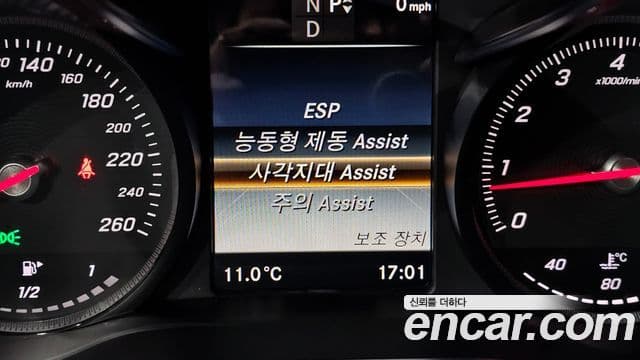 N
P
D
0 mph
140
160
km/h
180
200
220
240
260
1/2
1
ESP
능동형 제동 Assist
사각지대 Assist
주의 Assist
보조 장치
11.0°C
17:01
4
3
x1000/min
2
1
0
40
80
°C
신뢰를 더하다
encar.com